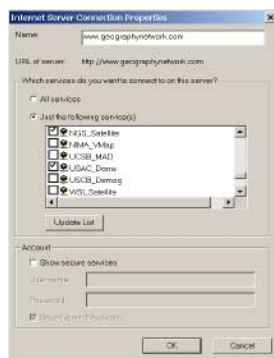 Internet Server Connection Properties
Name: www.geographynetwork.com
URL of server: http://www.geographynetwork.com
Which services do you want to connect to on this server?
All services
Just the following service(s):
NGS_Satellite
NIMA_VMap
UCSB_MAD
USAC_Demo
USCB_Demog
WSI_Satellite
Update List
Account
Show secure services
User name:
Password:
OK
Cancel